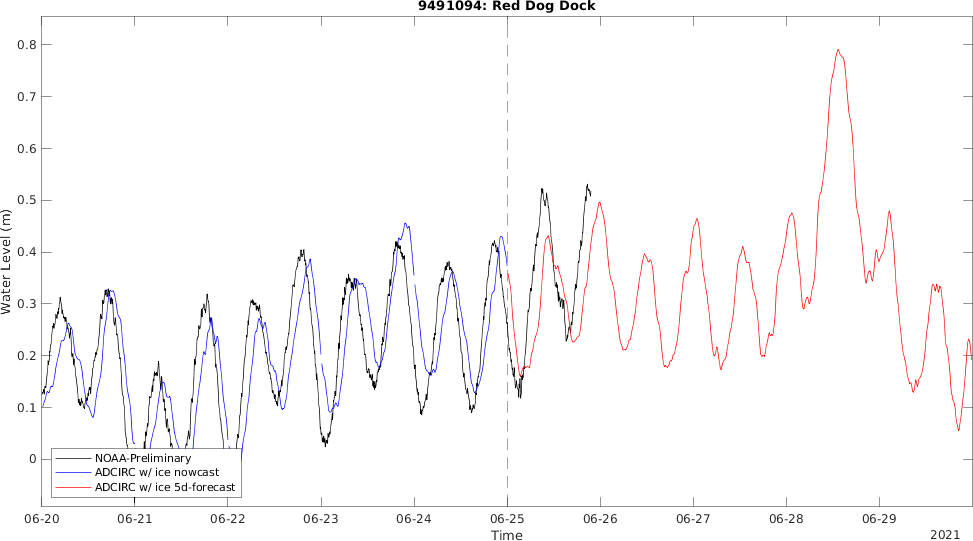 9491094: Red Dog Dock
0.8
0.7
0.6
0.5
0.4
0.3
0.2
0.1
0
Water Level (m)
NOAA-Preliminary
ADCIRC w/ ice nowcast
ADCIRC w/ ice 5d-forecast
06-20 06-21 06-22 06-23 06-24 06-25 06-26 06-27 06-28 06-29
Time
2021